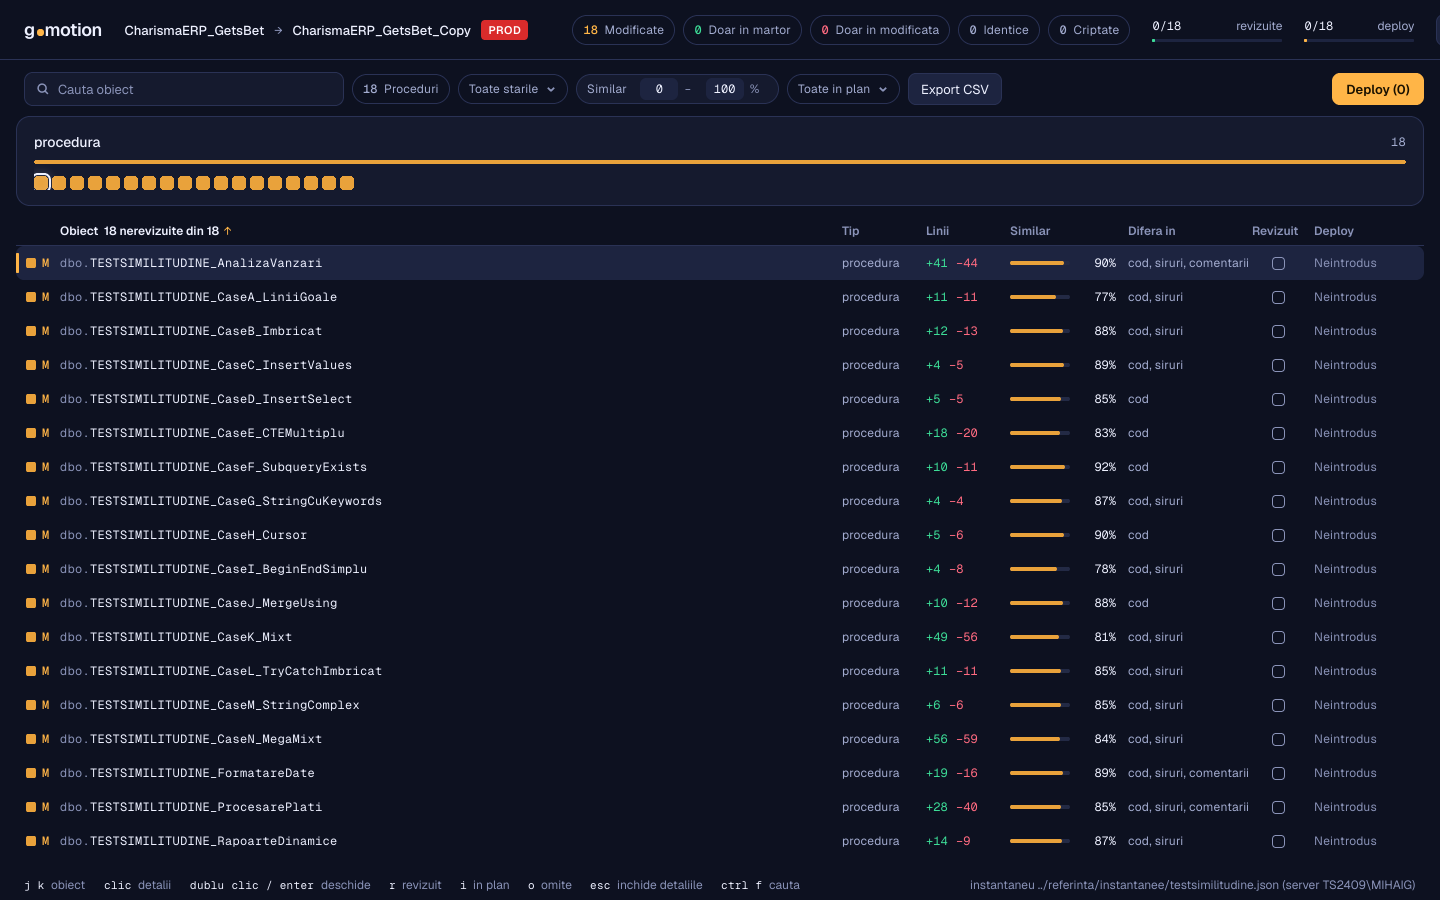 gomotion CharismaERP_GetsBet → CharismaERP_GetsBet_Copy PROD 18 Modificate 0 Doar in martor 0 Doar in modificata 0 Identice 0 Criptate 0/18 revizuite 0/18 deploy
Cauta obiect 18 Proceduri Toate starile Similar 0 – 100 % Toate in plan Export CSV Deploy (0)
procedura 18
Obiect 18 nerevizuite din 18 ↑ Tip Linii Similar Difera in Revizuit Deploy
M dbo.TESTSIMILITUDINE_AnalizaVanzari procedura +41 −44 90% cod, siruri, comentarii Neintrodus
M dbo.TESTSIMILITUDINE_CaseA_LiniiGoale procedura +11 −11 77% cod, siruri Neintrodus
M dbo.TESTSIMILITUDINE_CaseB_Imbricat procedura +12 −13 88% cod, siruri Neintrodus
M dbo.TESTSIMILITUDINE_CaseC_InsertValues procedura +4 −5 89% cod, siruri Neintrodus
M dbo.TESTSIMILITUDINE_CaseD_InsertSelect procedura +5 −5 85% cod Neintrodus
M dbo.TESTSIMILITUDINE_CaseE_CTEMultiplu procedura +18 −20 83% cod Neintrodus
M dbo.TESTSIMILITUDINE_CaseF_SubqueryExists procedura +10 −11 92% cod Neintrodus
M dbo.TESTSIMILITUDINE_CaseG_StringCuKeywords procedura +4 −4 87% cod, siruri Neintrodus
M dbo.TESTSIMILITUDINE_CaseH_Cursor procedura +5 −6 90% cod Neintrodus
M dbo.TESTSIMILITUDINE_CaseI_BeginEndSimplu procedura +4 −8 78% cod, siruri Neintrodus
M dbo.TESTSIMILITUDINE_CaseJ_MergeUsing procedura +10 −12 88% cod Neintrodus
M dbo.TESTSIMILITUDINE_CaseK_Mixt procedura +49 −56 81% cod, siruri Neintrodus
M dbo.TESTSIMILITUDINE_CaseL_TryCatchImbricat procedura +11 −11 85% cod, siruri Neintrodus
M dbo.TESTSIMILITUDINE_CaseM_StringComplex procedura +6 −6 85% cod, siruri Neintrodus
M dbo.TESTSIMILITUDINE_CaseN_MegaMixt procedura +56 −59 84% cod, siruri Neintrodus
M dbo.TESTSIMILITUDINE_FormatareDate procedura +19 −16 89% cod, siruri, comentarii Neintrodus
M dbo.TESTSIMILITUDINE_ProcesarePlati procedura +28 −40 85% cod, siruri, comentarii Neintrodus
M dbo.TESTSIMILITUDINE_RapoarteDinamice procedura +14 −9 87% cod, siruri Neintrodus
j k obiect clic detalii dublu clic / enter deschide r revizuit i in plan o omite esc inchide detaliile ctrl f cauta instantaneu ../referinta/instantanee/testsimilitudine.json (server TS2409\MIHAIG)